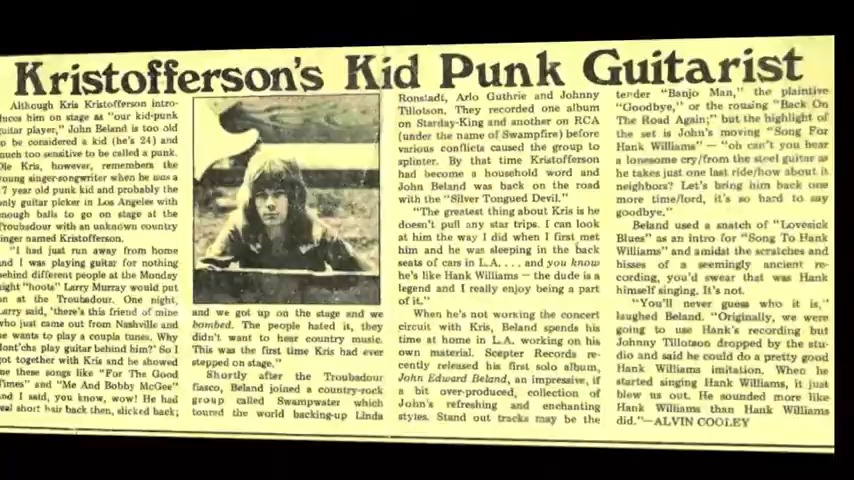 Kristofferson's Kid Punk Guitarist
Although Kris Kristofferson intro-
duces him on stage as "our kid-punk
guitar player," John Beland is too old
to be considered a kid (he's 24) and
much too sensitive to be called a punk.
Ole Kris, however, remembers the
young singer-songwriter when he was a
17 year old punk kid and probably the
only guitar picker in Los Angeles with
enough balls to go on stage at the
Troubadour with an unknown country
singer named Kristofferson.
"I had just run away from home
and I was playing guitar for nothing
behind different people at the Monday
night "hoots" Larry Murray would put
on at the Troubadour. One night,
Larry said, 'there's this friend of mine
who just came out from Nashville and
he wants to play a coupla tunes. Why
dont'cha play guitar behind him?' So I
got together with Kris and he showed
me these songs like "For The Good
Times" and "Me And Bobby McGee"
and I said, you know, wow! He had
real short hair back then, slicked back;
and we got up on the stage and we
bombed. The people hated it, they
didn't want to hear country music.
This was the first time Kris had ever
stepped on stage."
Shortly after the Troubadour
fiasco, Beland joined a country-rock
group called Swampwater which
toured the world backing-up Linda
Ronstadt, Arlo Guthrie and Johnny
Tillotson. They recorded one album
on Starday-King and another on RCA
(under the name of Swampfire) before
various conflicts caused the group to
splinter. By that time Kristofferson
had become a household word and
John Beland was back on the road
with the "Silver Tongued Devil."
"The greatest thing about Kris is he
doesn't pull any star trips. I can look
at him the way I did when I first met
him and he was sleeping in the back
seats of cars in L.A. . . . and you know
he's like Hank Williams — the dude is a
legend and I really enjoy being a part
of it."
When he's not working the concert
circuit with Kris, Beland spends his
time at home in L.A. working on his
own material. Scepter Records re-
cently released his first solo album,
John Edward Beland, an impressive, if
a bit over-produced, collection of
John's refreshing and enchanting
styles. Stand out tracks may be the
tender "Banjo Man," the plaintive
"Goodbye," or the rousing "Back On
The Road Again;" but the highlight of
the set is John's moving "Song For
Hank Williams" — "oh can't you hear
a lonesome cry/from the steel guitar as
he takes just one last ride/how about it
neighbors? Let's bring him back one
more time/lord, it's so hard to say
goodbye."
Beland used a snatch of "Lovesick
Blues" as an intro for "Song To Hank
Williams" and amidst the scratches and
hisses of a seemingly ancient re-
cording, you'd swear that was Hank
himself singing. It's not.
"You'll never guess who it is,"
laughed Beland. "Originally, we were
going to use Hank's recording but
Johnny Tillotson dropped by the stu-
dio and said he could do a pretty good
Hank Williams imitation. When he
started singing Hank Williams, it just
blew us out. He sounded more like
Hank Williams than Hank Williams
did."—ALVIN COOLEY